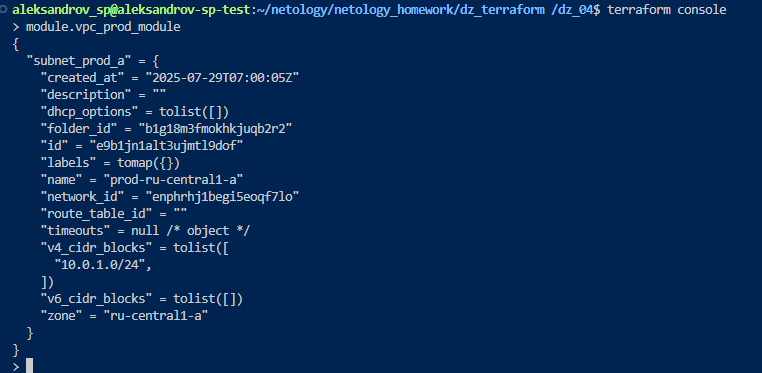 aleksandrov_sp@aleksandrov-sp-test:~/netology/netology_homework/dz_terraform /dz_04$ terraform console
> module.vpc_prod_module
{
  "subnet_prod_a" = {
    "created_at" = "2025-07-29T07:00:05Z"
    "description" = ""
    "dhcp_options" = tolist([])
    "folder_id" = "b1g18m3fmokhkjuqb2r2"
    "id" = "e9b1jn1alt3ujmtl9dof"
    "labels" = tomap({})
    "name" = "prod-ru-central1-a"
    "network_id" = "enphrhj1begi5eoqf7lo"
    "route_table_id" = ""
    "timeouts" = null /* object */
    "v4_cidr_blocks" = tolist([
      "10.0.1.0/24",
    ])
    "v6_cidr_blocks" = tolist([])
    "zone" = "ru-central1-a"
  }
}
>